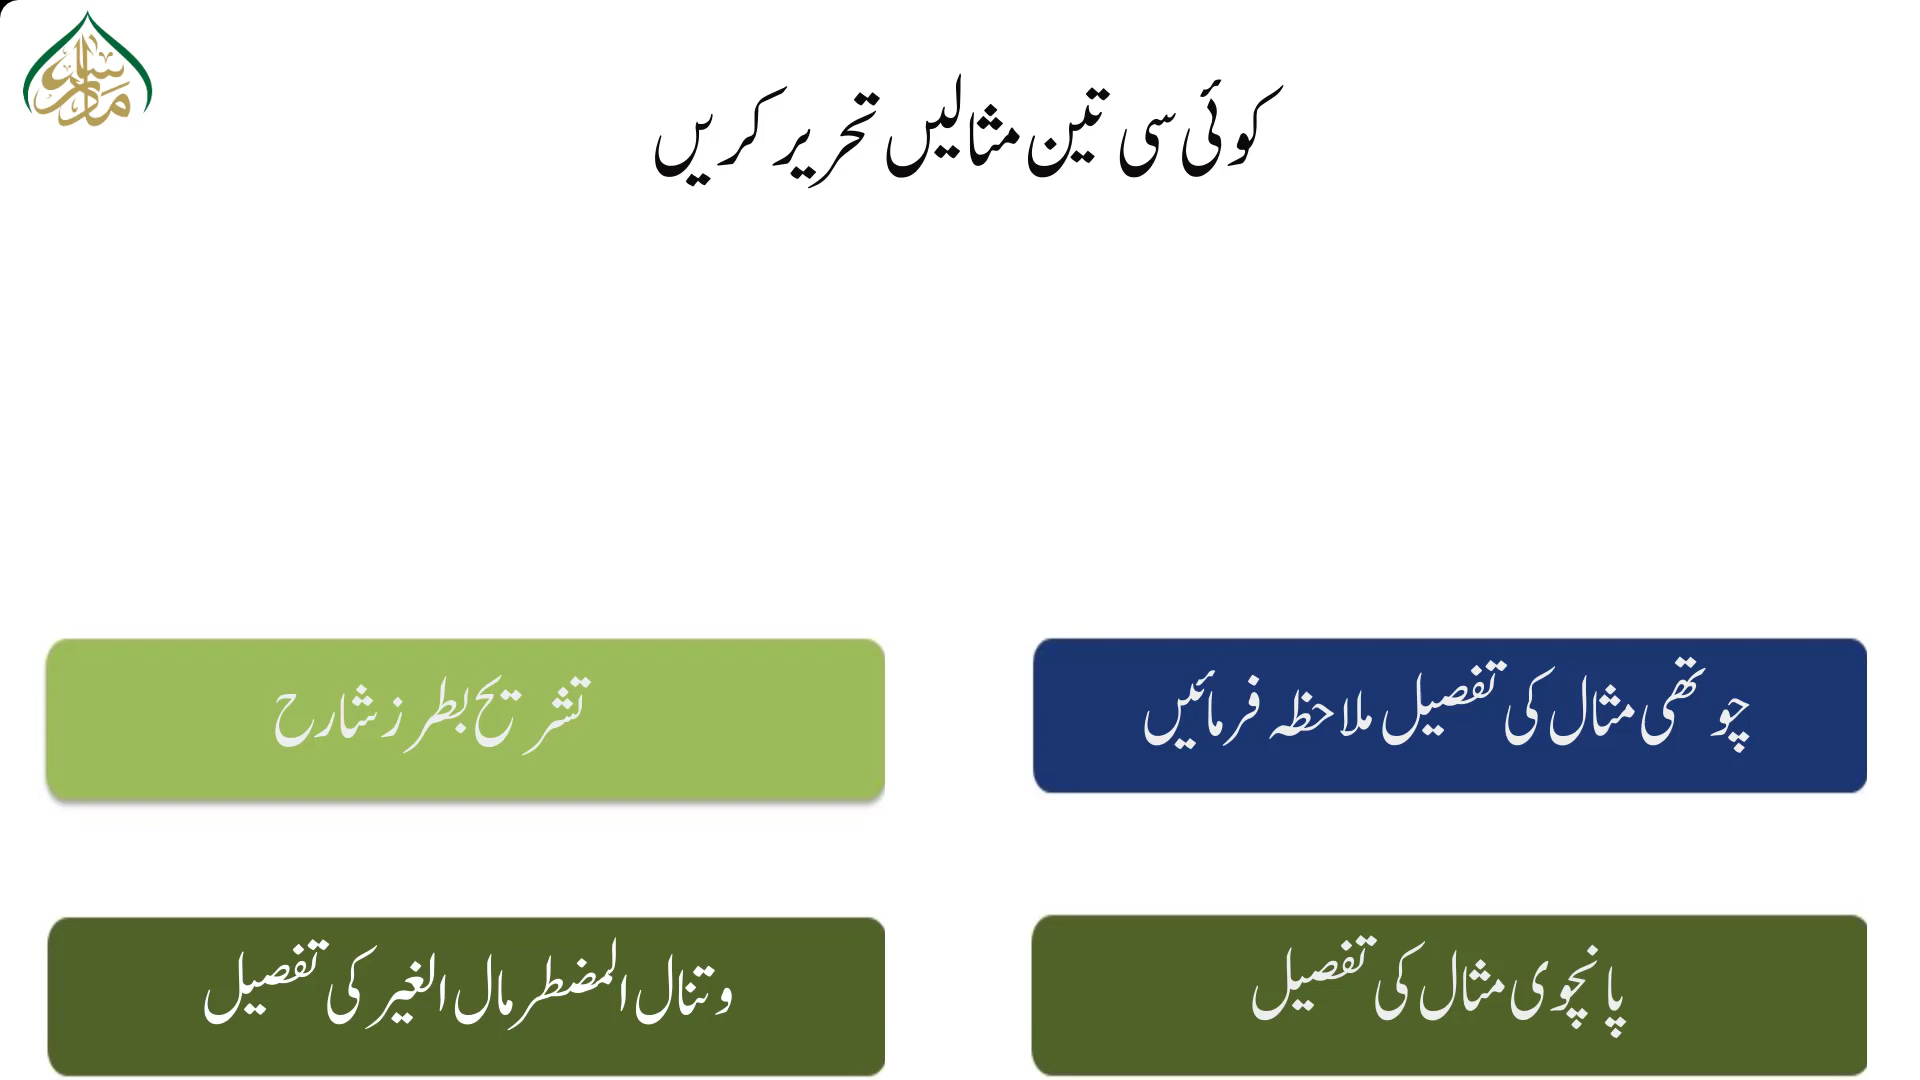 کوئی سی تین مثالیں تحریر کریں
چوتھی مثال کی تفصیل ملاحظہ فرمائیں
تشریح بطرز شارح
پانچوی مثال کی تفصیل
وتنال المضطر مال الغیر کی تفصیل